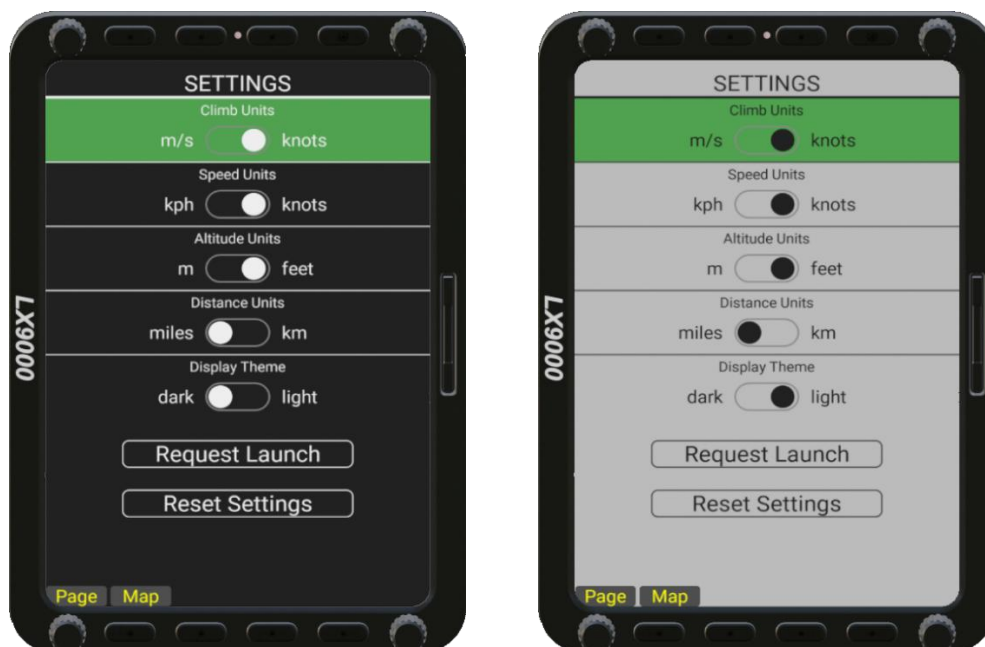 SETTINGS
Climb Units
m/s knots
Speed Units
kph knots
Altitude Units
m feet
Distance Units
miles km
Display Theme
dark light
Request Launch
Reset Settings
Page Map
LX9000
SETTINGS
Climb Units
m/s knots
Speed Units
kph knots
Altitude Units
m feet
Distance Units
miles km
Display Theme
dark light
Request Launch
Reset Settings
Page Map
LX9000